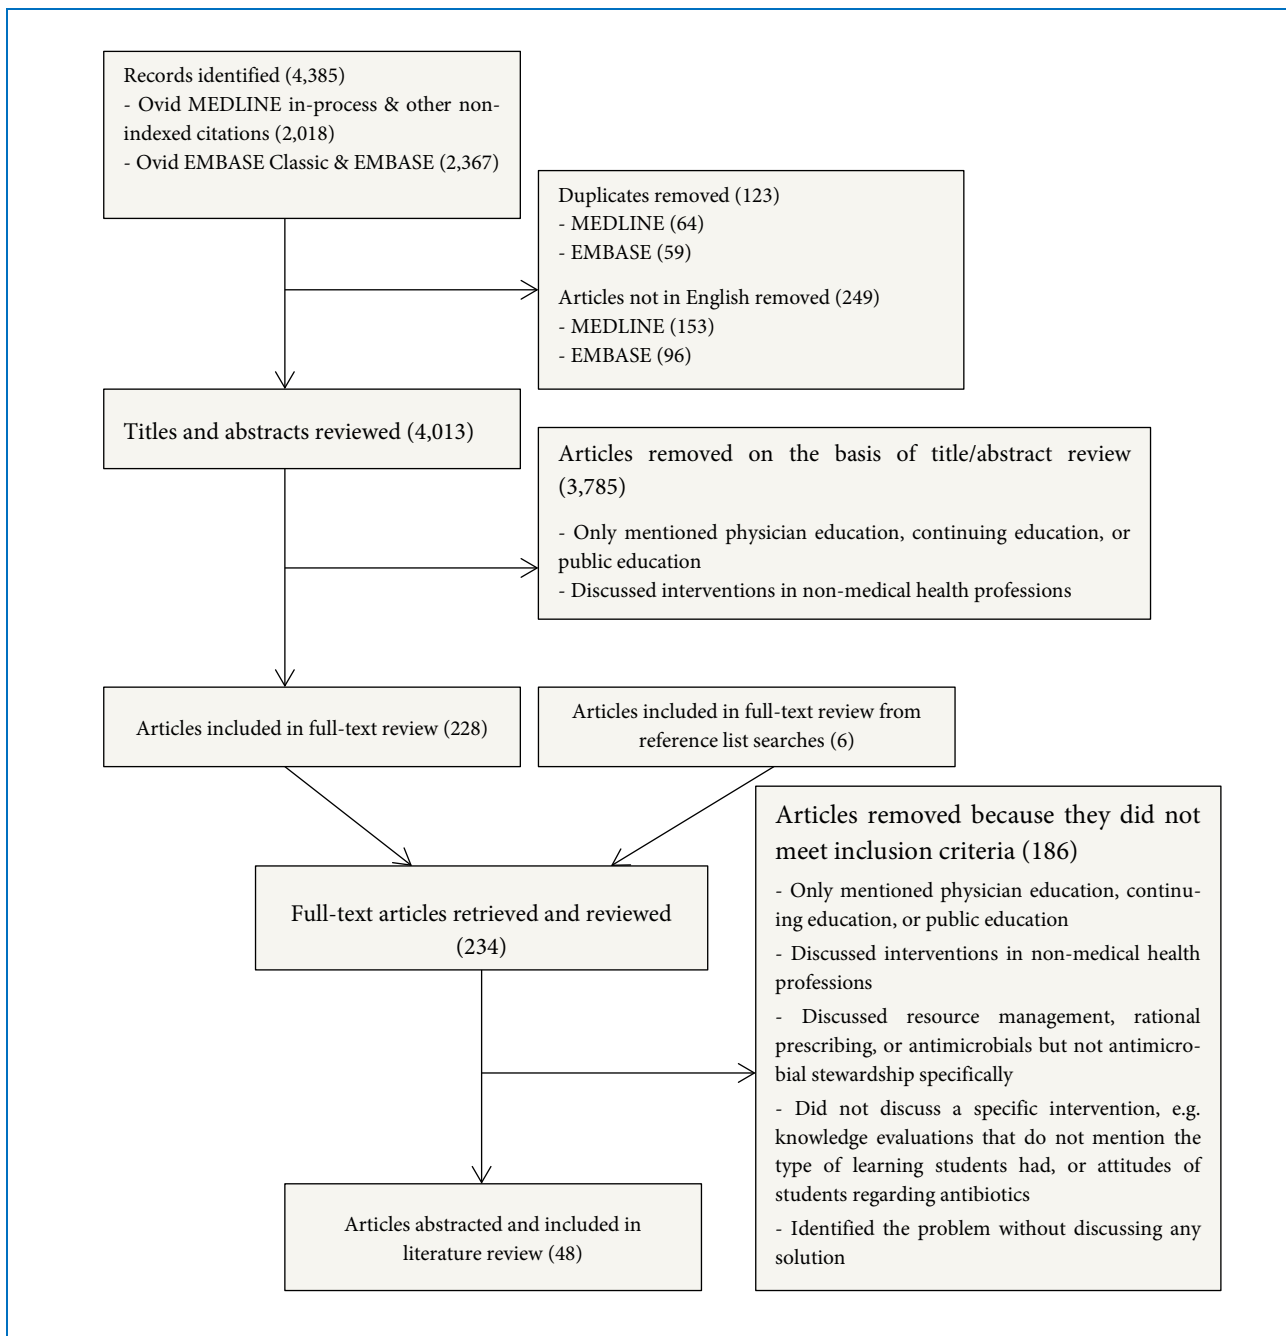 Records identified (4,385)
- Ovid MEDLINE in-process & other non-
indexed citations (2,018)
- Ovid EMBASE Classic & EMBASE (2,367)
Duplicates removed (123)
- MEDLINE (64)
- EMBASE (59)
Articles not in English removed (249)
- MEDLINE (153)
- EMBASE (96)
Titles and abstracts reviewed (4,013)
Articles removed on the basis of title/abstract review
(3,785)
- Only mentioned physician education, continuing education, or
public education
- Discussed interventions in non-medical health professions
Articles included in full-text review (228)
Articles included in full-text review from
reference list searches (6)
Full-text articles retrieved and reviewed
(234)
Articles removed because they did not
meet inclusion criteria (186)
- Only mentioned physician education, continu-
ing education, or public education
- Discussed interventions in non-medical health
professions
- Discussed resource management, rational
prescribing, or antimicrobials but not antimicro-
bial stewardship specifically
- Did not discuss a specific intervention, e.g.
knowledge evaluations that do not mention the
type of learning students had, or attitudes of
students regarding antibiotics
- Identified the problem without discussing any
solution
Articles abstracted and included in
literature review (48)